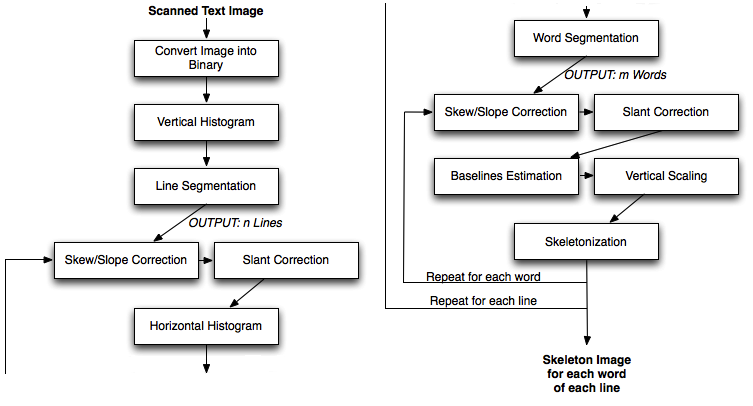 Scanned Text Image
Convert Image into
Binary
Vertical Histogram
Line Segmentation
OUTPUT: n Lines
Skew/Slope Correction
Slant Correction
Horizontal Histogram
Word Segmentation
OUTPUT: m Words
Skew/Slope Correction
Slant Correction
Baselines Estimation
Vertical Scaling
Skeletonization
Repeat for each word
Repeat for each line
Skeleton Image
for each word
of each line